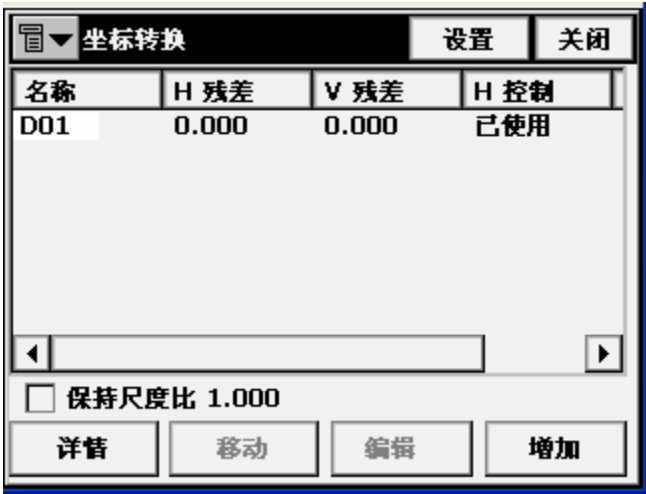 坐标转换 设置 关闭
名称 H 残差 V 残差 H 控制
D01 0.000 0.000 已使用
保持尺度比 1.000
详情 移动 编辑 增加